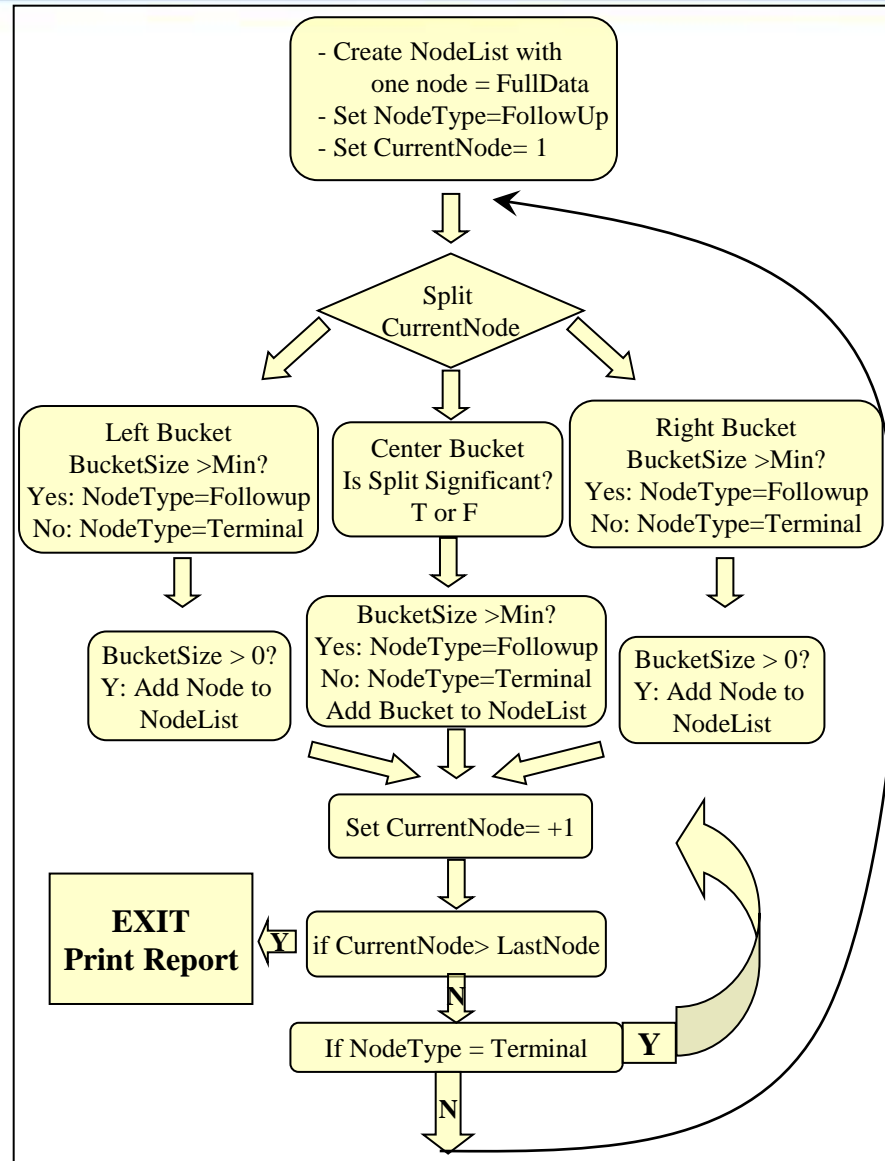 - Create NodeList with
one node = FullData
- Set NodeType=FollowUp
- Set CurrentNode= 1
Split
CurrentNode
Left Bucket
BucketSize >Min?
Yes: NodeType=Followup
No: NodeType=Terminal
Center Bucket
Is Split Significant?
T or F
Right Bucket
BucketSize >Min?
Yes: NodeType=Followup
No: NodeType=Terminal
BucketSize > 0?
Y: Add Node to
NodeList
BucketSize >Min?
Yes: NodeType=Followup
No: NodeType=Terminal
Add Bucket to NodeList
BucketSize > 0?
Y: Add Node to
NodeList
Set CurrentNode= +1
EXIT
Print Report
Y
if CurrentNode> LastNode
N
If NodeType = Terminal
Y
N